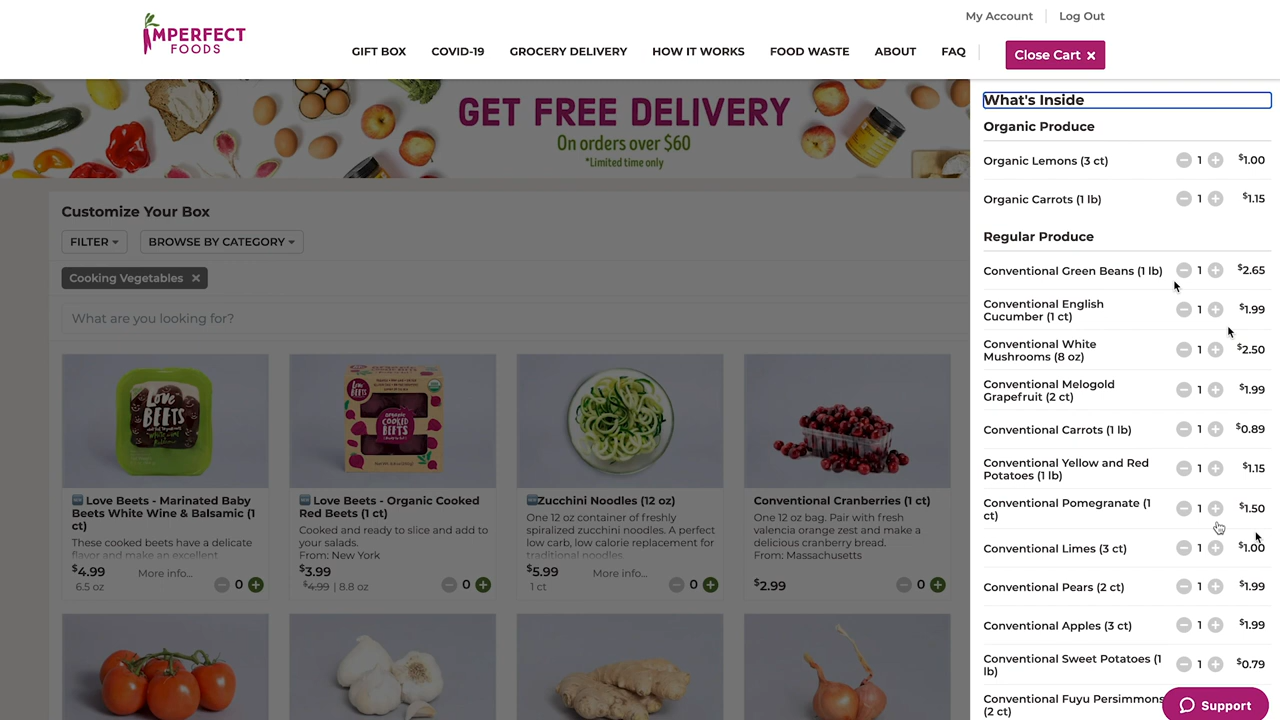 My Account
Log Out
IMPERFECT
FOODS
GIFT BOX
COVID-19
GROCERY DELIVERY
HOW IT WORKS
FOOD WASTE
ABOUT
FAQ
Close Cart ×
GET FREE DELIVERY
On orders over $60
*Limited time only
Customize Your Box
FILTER
BROWSE BY CATEGORY
Cooking Vegetables ×
What are you looking for?
Love BEETS
Love Beets - Marinated Baby
Beets White Wine & Balsamic (1
ct)
These cooked beets have a delicate
flavor and make an excellent
$4.99
More info...
6.5 oz
0
COOKED
BEETS
Love Beets - Organic Cooked
Red Beets (1 ct)
Cooked and ready to slice and add to
your salads.
From: New York
$3.99
$4.99 | 8.8 oz
0
Zucchini Noodles (12 oz)
One 12 oz container of freshly
spiralized zucchini noodles. A perfect
low carb, low calorie replacement for
traditional noodles.
$5.99
More info...
1 ct
0
Conventional Cranberries (1 ct)
One 12 oz bag. Pair with fresh
valencia orange zest and make a
delicious cranberry bread.
From: Massachusetts
$2.99
0
What's Inside
Organic Produce
Organic Lemons (3 ct) 1 $1.00
Organic Carrots (1 lb) 1 $1.15
Regular Produce
Conventional Green Beans (1 lb) 1 $2.65
Conventional English
Cucumber (1 ct) 1 $1.99
Conventional White
Mushrooms (8 oz) 1 $2.50
Conventional Melogold
Grapefruit (2 ct) 1 $1.99
Conventional Carrots (1 lb) 1 $0.89
Conventional Yellow and Red
Potatoes (1 lb) 1 $1.15
Conventional Pomegranate (1
ct) 1 $1.50
Conventional Limes (3 ct) 1 $1.00
Conventional Pears (2 ct) 1 $1.99
Conventional Apples (3 ct) 1 $1.99
Conventional Sweet Potatoes (1
lb) 1 $0.79
Conventional Fuyu Persimmons
(2 ct)
Support